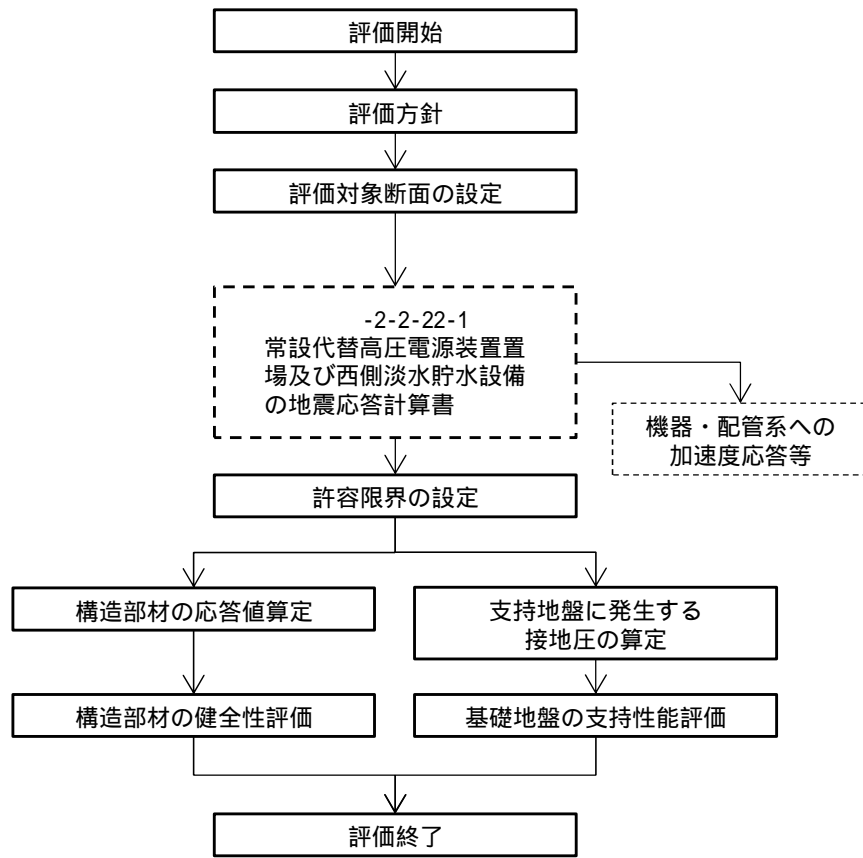 評価開始
評価方針
評価対象断面の設定
-2-2-22-1
常設代替高圧電源装置置
場及び西側淡水貯水設備
の地震応答計算書
機器・配管系への
加速度応答等
許容限界の設定
構造部材の応答値算定
支持地盤に発生する
接地圧の算定
構造部材の健全性評価
基礎地盤の支持性能評価
評価終了